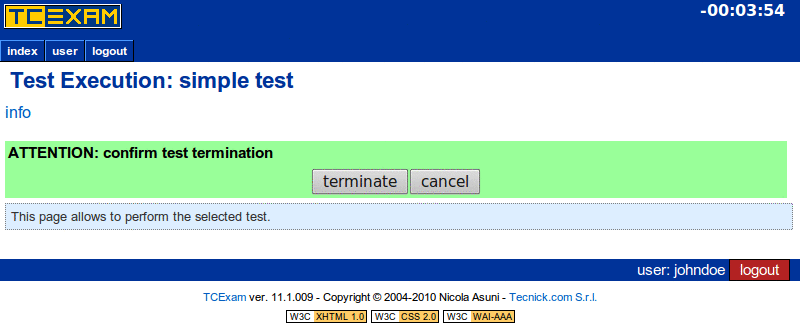 TCEXAM
-00:03:54
index user logout
Test Execution: simple test
info
ATTENTION: confirm test termination
terminate cancel
This page allows to perform the selected test.
user: johndoe logout
TCExam ver. 11.1.009 - Copyright © 2004-2010 Nicola Asuni - Tecnick.com S.r.l.
W3C XHTML 1.0 W3C CSS 2.0 W3C WAI-AAA